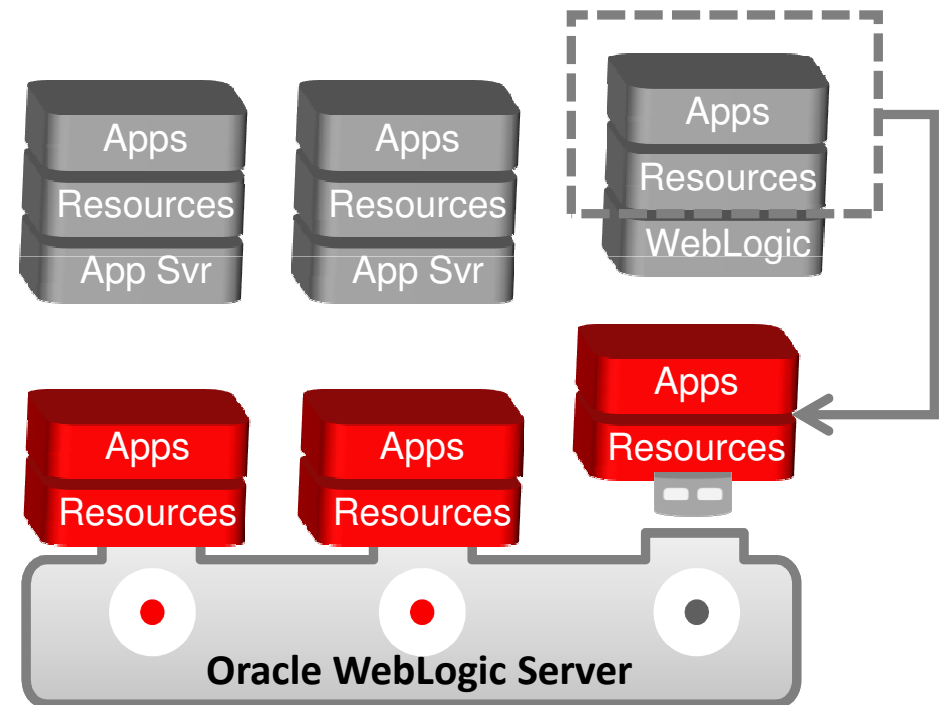 Apps
Resources
App Svr
Apps
Resources
App Svr
Apps
Resources
WebLogic
Apps
Resources
Apps
Resources
Apps
Resources
Oracle WebLogic Server